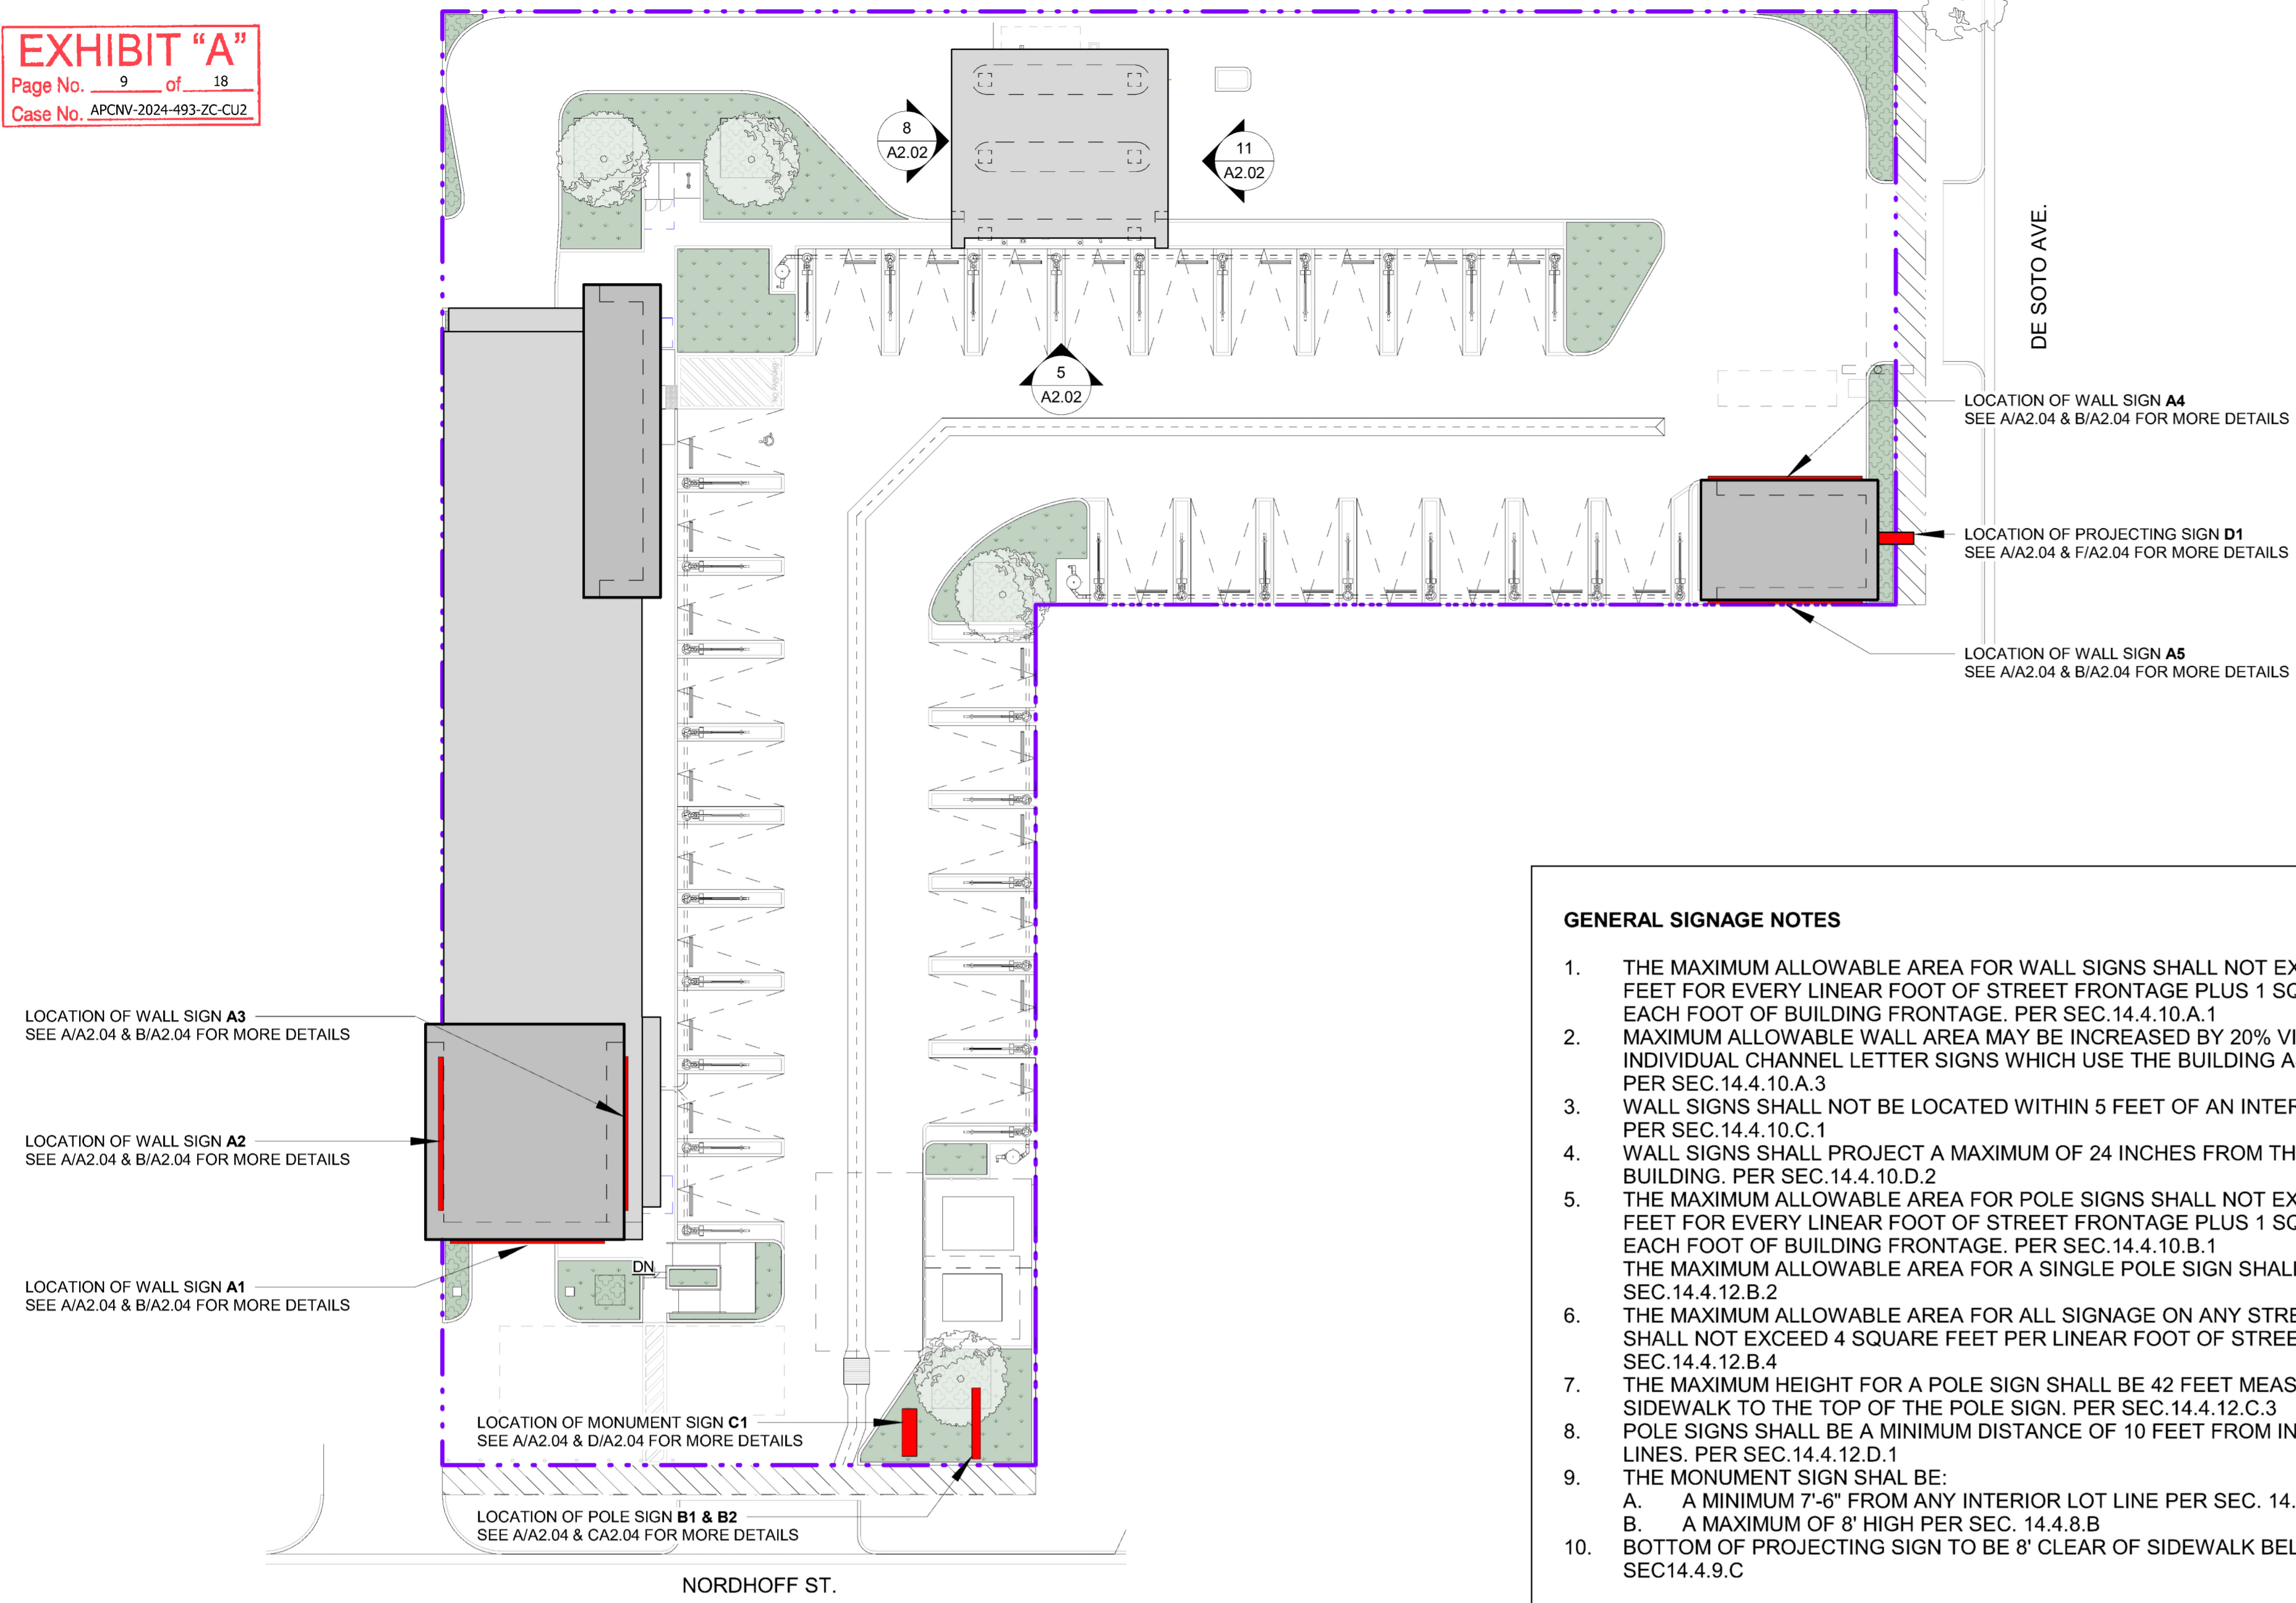 EXHIBIT "A"
Page No. 9 of 18
Case No. APCNV-2024-493-ZC-CU2
8
A2.02
11
A2.02
5
A2.02
NO PARKING
DE SOTO AVE.
LOCATION OF WALL SIGN A4
SEE A/A2.04 & B/A2.04 FOR MORE DETAILS
LOCATION OF PROJECTING SIGN D1
SEE A/A2.04 & F/A2.04 FOR MORE DETAILS
LOCATION OF WALL SIGN A5
SEE A/A2.04 & B/A2.04 FOR MORE DETAILS
LOCATION OF WALL SIGN A3
SEE A/A2.04 & B/A2.04 FOR MORE DETAILS
LOCATION OF WALL SIGN A2
SEE A/A2.04 & B/A2.04 FOR MORE DETAILS
LOCATION OF WALL SIGN A1
SEE A/A2.04 & B/A2.04 FOR MORE DETAILS
DN
LOCATION OF MONUMENT SIGN C1
SEE A/A2.04 & D/A2.04 FOR MORE DETAILS
LOCATION OF POLE SIGN B1 & B2
SEE A/A2.04 & CA2.04 FOR MORE DETAILS
NORDHOFF ST.
GENERAL SIGNAGE NOTES
1. THE MAXIMUM ALLOWABLE AREA FOR WALL SIGNS SHALL NOT EX
FEET FOR EVERY LINEAR FOOT OF STREET FRONTAGE PLUS 1 SQ
EACH FOOT OF BUILDING FRONTAGE. PER SEC.14.4.10.A.1
2. MAXIMUM ALLOWABLE WALL AREA MAY BE INCREASED BY 20% VI
INDIVIDUAL CHANNEL LETTER SIGNS WHICH USE THE BUILDING A
PER SEC.14.4.10.A.3
3. WALL SIGNS SHALL NOT BE LOCATED WITHIN 5 FEET OF AN INTER
PER SEC.14.4.10.C.1
4. WALL SIGNS SHALL PROJECT A MAXIMUM OF 24 INCHES FROM TH
BUILDING. PER SEC.14.4.10.D.2
5. THE MAXIMUM ALLOWABLE AREA FOR POLE SIGNS SHALL NOT EX
FEET FOR EVERY LINEAR FOOT OF STREET FRONTAGE PLUS 1 SQ
EACH FOOT OF BUILDING FRONTAGE. PER SEC.14.4.10.B.1
THE MAXIMUM ALLOWABLE AREA FOR A SINGLE POLE SIGN SHALL
SEC.14.4.12.B.2
6. THE MAXIMUM ALLOWABLE AREA FOR ALL SIGNAGE ON ANY STRE
SHALL NOT EXCEED 4 SQUARE FEET PER LINEAR FOOT OF STREE
SEC.14.4.12.B.4
7. THE MAXIMUM HEIGHT FOR A POLE SIGN SHALL BE 42 FEET MEAS
SIDEWALK TO THE TOP OF THE POLE SIGN. PER SEC.14.4.12.C.3
8. POLE SIGNS SHALL BE A MINIMUM DISTANCE OF 10 FEET FROM IN
LINES. PER SEC.14.4.12.D.1
9. THE MONUMENT SIGN SHAL BE:
A. A MINIMUM 7'-6" FROM ANY INTERIOR LOT LINE PER SEC. 14.
B. A MAXIMUM OF 8' HIGH PER SEC. 14.4.8.B
10. BOTTOM OF PROJECTING SIGN TO BE 8' CLEAR OF SIDEWALK BEL
SEC14.4.9.C